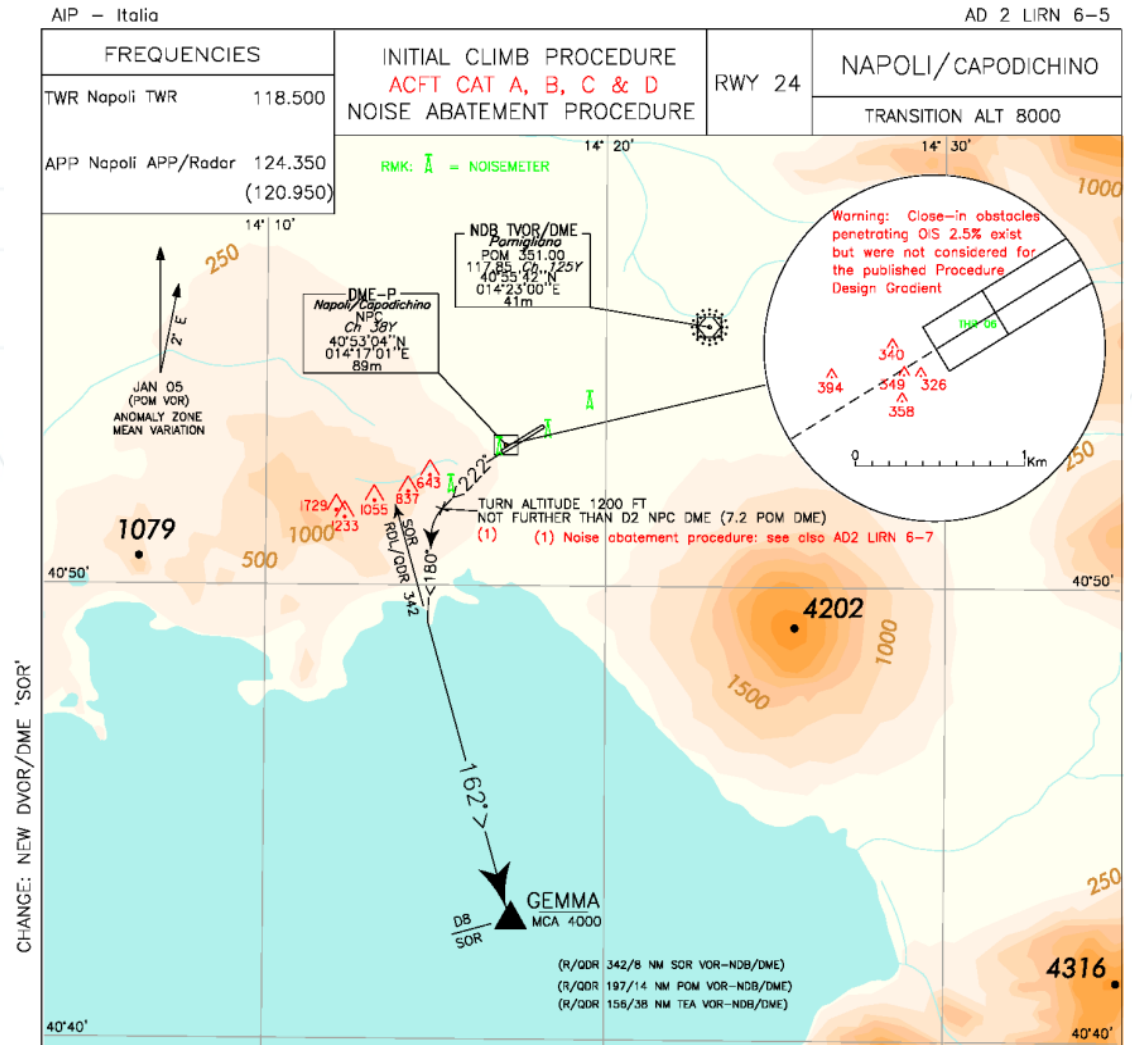 AIP – Italia
AD 2 LIRN 6–5
FREQUENCIES
TWR Napoli TWR 118.500
APP Napoli APP/Radar 124.350
(120.950)
INITIAL CLIMB PROCEDURE
ACFT CAT A, B, C & D
NOISE ABATEMENT PROCEDURE
RWY 24
NAPOLI/CAPODICHINO
TRANSITION ALT 8000
14° 20'
14° 30'
RMK: = NOISEMETER
1000
14° 10'
250
Warning: Close–in obstacles
penetrating OIS 2.5% exist
but were not considered for
the published Procedure
Design Gradient
THR 06
340
394
349
326
358
0
1Km
250
NDB TVOR/DME
Pomigliano
POM 351.00
117.85 Ch 125Y
40°55'42''N
014°23'00''E
41m
DME–P
Napoli/Capodichino
NPC
Ch 38Y
40°53'04''N
014°17'01''E
89m
2° E
JAN 05
(POM VOR)
ANOMALY ZONE
MEAN VARIATION
222°
643
837
1055
1729
1233
TURN ALTITUDE 1200 FT
NOT FURTHER THAN D2 NPC DME (7.2 POM DME)
(1) (1) Noise abatement procedure: see also AD2 LIRN 6–7
1079
1000
500
SOR
RDL/QDR 342
<180°
40°50'
40°50'
4202
1000
1500
CHANGE: NEW DVOR/DME 'SOR'
162°>
GEMMA
MCA 4000
D8
SOR
250
(R/QDR 342/8 NM SOR VOR–NDB/DME)
(R/QDR 197/14 NM POM VOR–NDB/DME)
(R/QDR 156/38 NM TEA VOR–NDB/DME)
4316
40°40'
40°40'